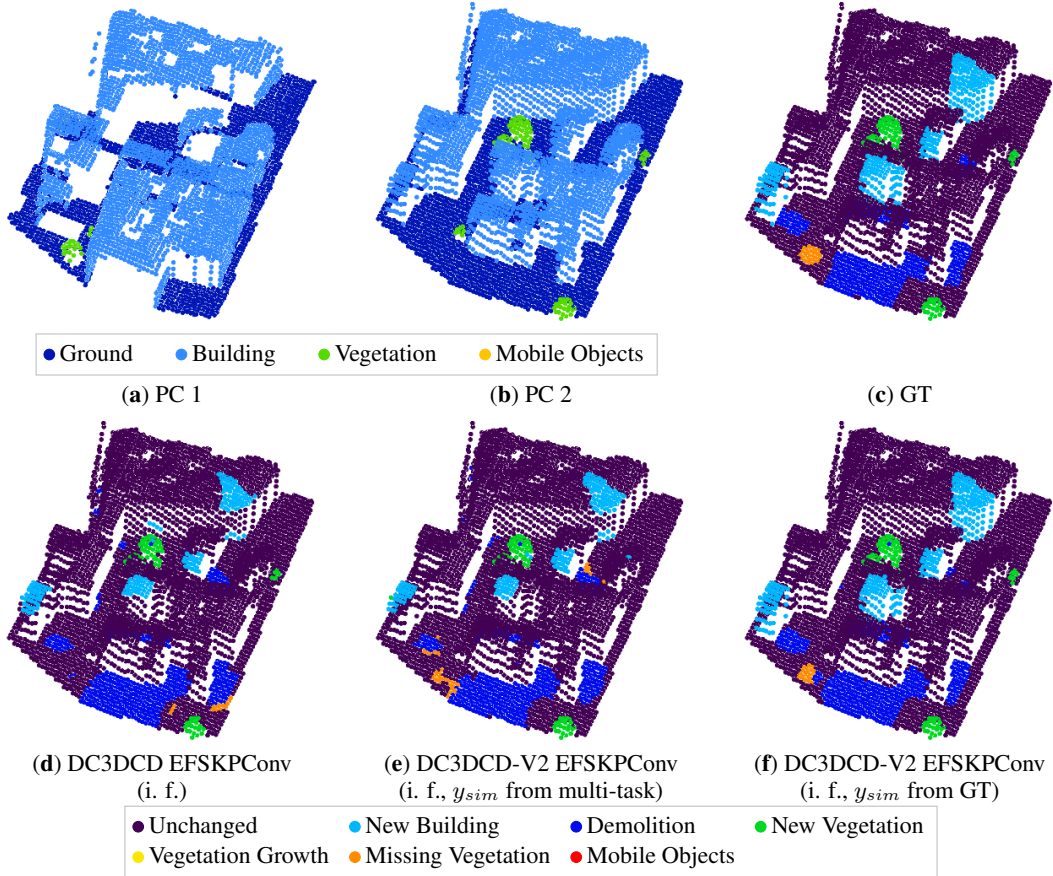 Ground Building Vegetation Mobile Objects
(a) PC 1 (b) PC 2 (c) GT
(d) DC3DCD EFSKPConv (e) DC3DCD-V2 EFSKPConv (f) DC3DCD-V2 EFSKPConv
(i. f.) (i. f., y_sim from multi-task) (i. f., y_sim from GT)
Unchanged New Building Demolition New Vegetation
Vegetation Growth Missing Vegetation Mobile Objects